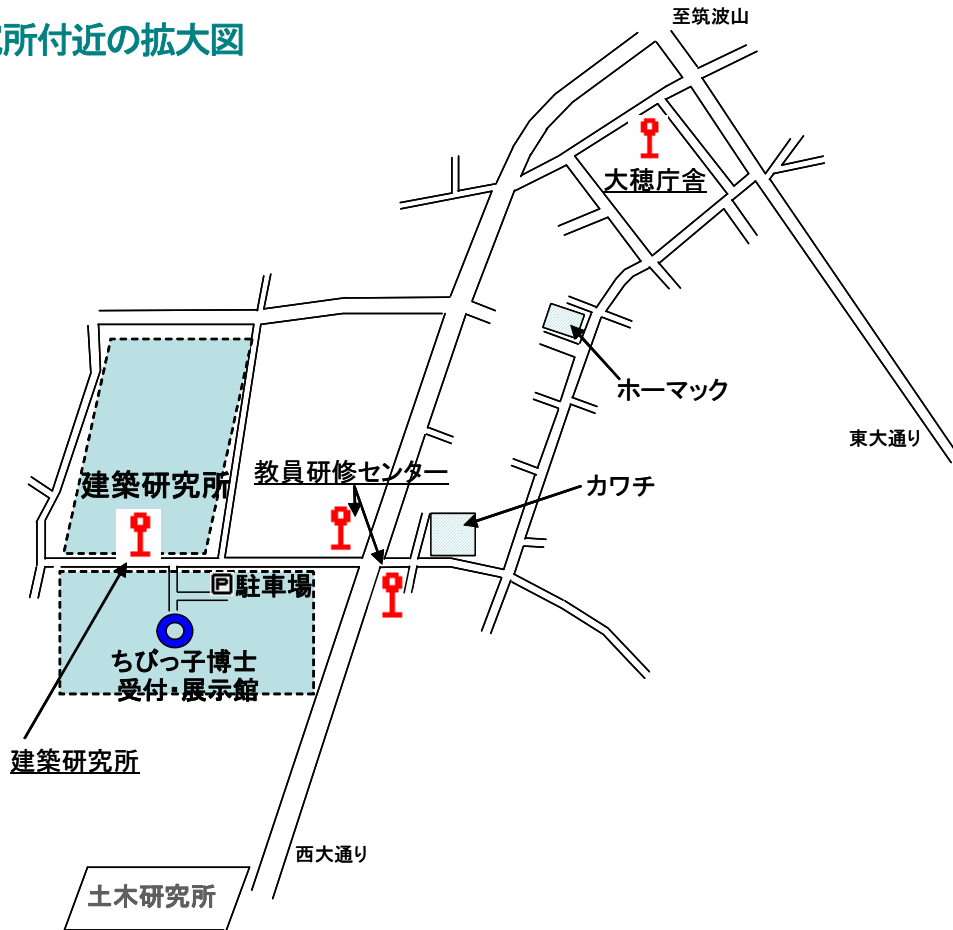 究所付近の拡大図
至筑波山
大穂庁舎
ホーマック
東大通り
教員研修センター
カワチ
建築研究所
P駐車場
ちびっ子博士
受付・展示館
建築研究所
西大通り
土木研究所